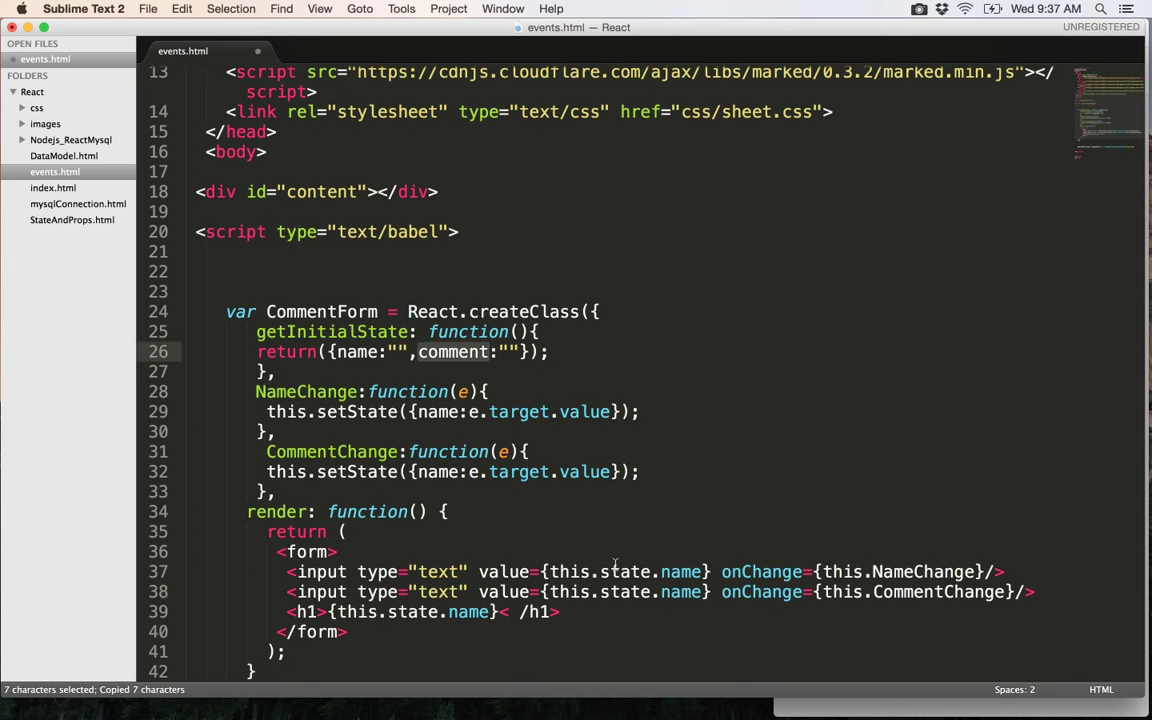 Sublime Text 2 File Edit Selection Find View Goto Tools Project Window Help Wed 9:37 AM
events.html — React UNREGISTERED
OPEN FILES
events.html
FOLDERS
React
css
images
Nodejs_ReactMysql
DataModel.html
events.html
index.html
mysqlConnection.html
StateAndProps.html
events.html
13 <script src="https://cdnjs.cloudflare.com/ajax/libs/marked/0.3.2/marked.min.js"></
script>
14 <link rel="stylesheet" type="text/css" href="css/sheet.css">
15 </head>
16 <body>
17
18 <div id="content"></div>
19
20 <script type="text/babel">
21
22
23
24 var CommentForm = React.createClass({
25 getInitialState: function(){
26 return({name:"",comment:""});
27 },
28 NameChange:function(e){
29 this.setState({name:e.target.value});
30 },
31 CommentChange:function(e){
32 this.setState({name:e.target.value});
33 },
34 render: function() {
35 return (
36 <form>
37 <input type="text" value={this.state.name} onChange={this.NameChange}/>
38 <input type="text" value={this.state.name} onChange={this.CommentChange}/>
39 <h1>{this.state.name}< /h1>
40 </form>
41 );
42 }
7 characters selected; Copied 7 characters Spaces: 2 HTML